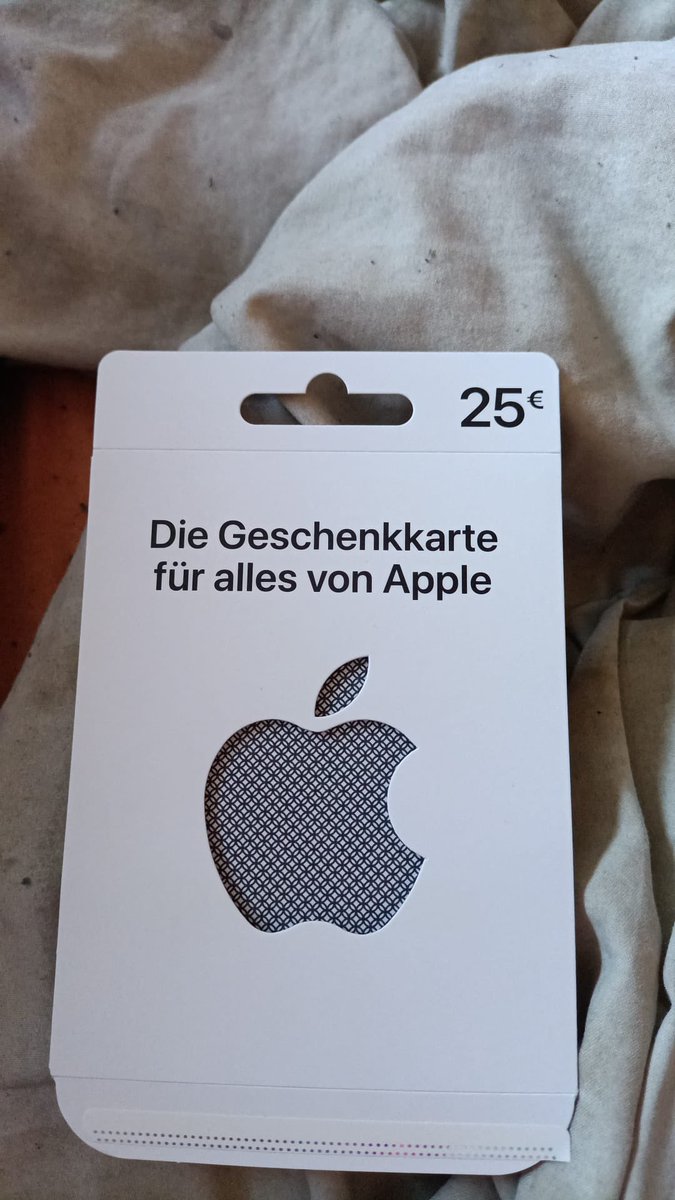 25€
Die Geschenkkarte
für alles von Apple